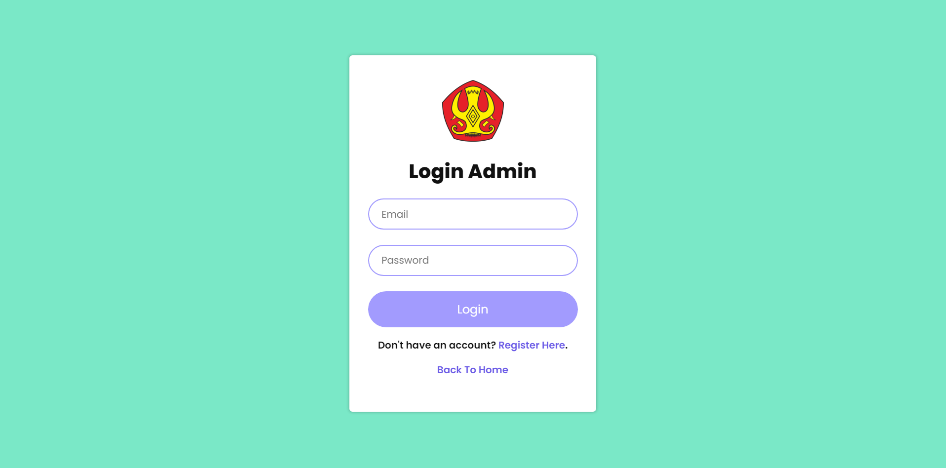 Login Admin
Email
Password
Login
Don't have an account? Register Here.
Back To Home